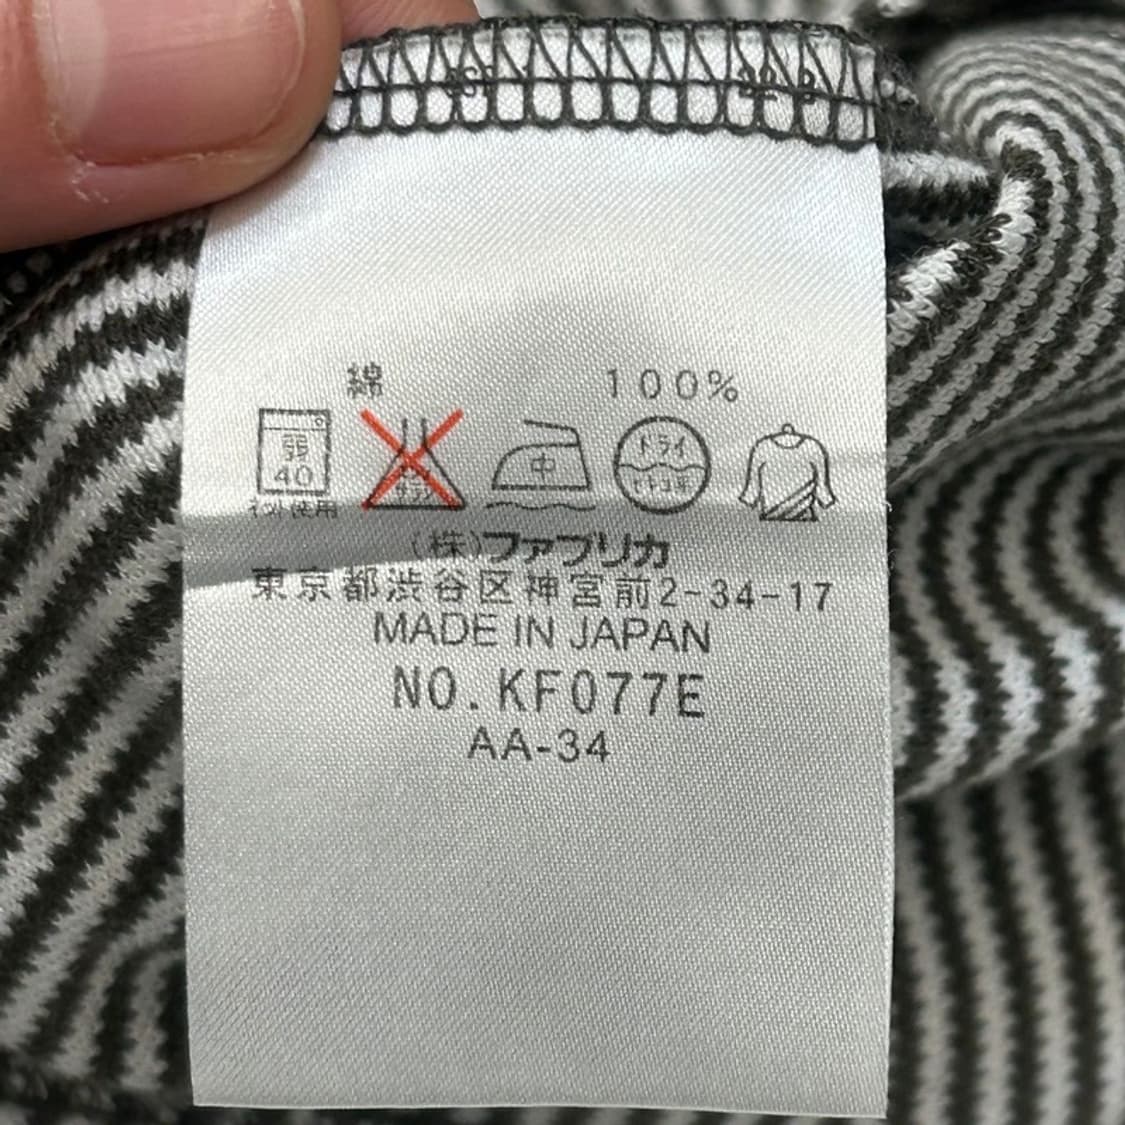 綿 100%
弱 40 ドライ 中
ネット使用
(株)ファブリカ
東京都渋谷区神宮前2-34-17
MADE IN JAPAN
NO.KF077E
AA-34